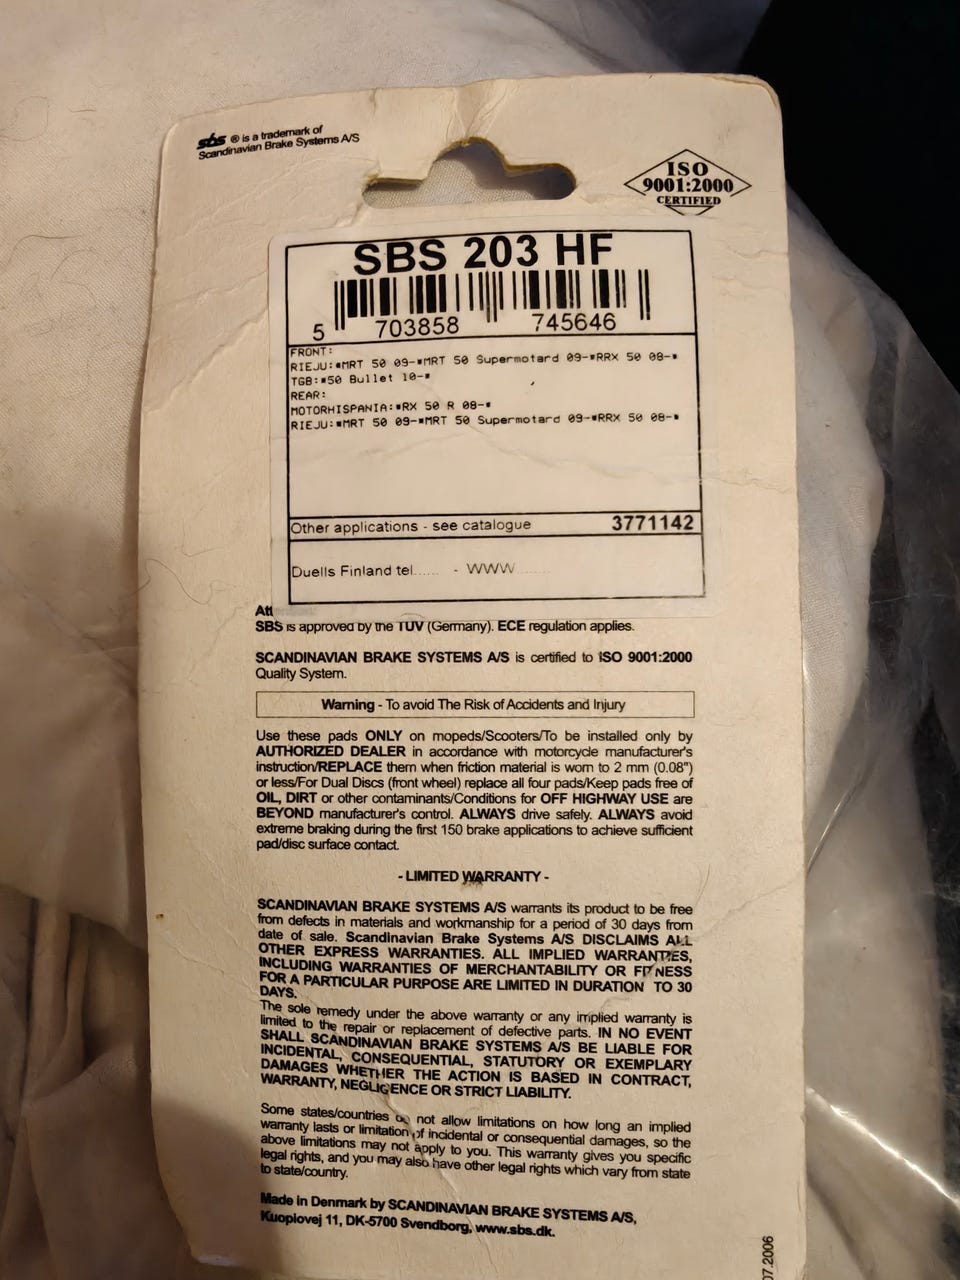 sbs ® is a trademark of
Scandinavian Brake Systems A/S
ISO
9001:2000
CERTIFIED
SBS 203 HF
5 703858 745646
FRONT:
RIEJU:▪MRT 50 09-▪MRT 50 Supermotard 09-▪RRX 50 08-▪
TGB:▪50 Bullet 10-▪
REAR:
MOTORHISPANIA:▪RX 50 R 08-▪
RIEJU:▪MRT 50 09-▪MRT 50 Supermotard 09-▪RRX 50 08-▪
Other applications - see catalogue 3771142
Duells Finland tel...... - WWW ......
SBS is approved by the TUV (Germany). ECE regulation applies.
SCANDINAVIAN BRAKE SYSTEMS A/S is certified to ISO 9001:2000
Quality System.
Warning - To avoid The Risk of Accidents and Injury
Use these pads ONLY on mopeds/Scooters/To be installed only by
AUTHORIZED DEALER in accordance with motorcycle manufacturer's
instruction/REPLACE them when friction material is worn to 2 mm (0.08")
or less/For Dual Discs (front wheel) replace all four pads/Keep pads free of
OIL, DIRT or other contaminants/Conditions for OFF HIGHWAY USE are
BEYOND manufacturer's control. ALWAYS drive safely. ALWAYS avoid
extreme braking during the first 150 brake applications to achieve sufficient
pad/disc surface contact.
- LIMITED WARRANTY -
SCANDINAVIAN BRAKE SYSTEMS A/S warrants its product to be free
from defects in materials and workmanship for a period of 30 days from
date of sale. Scandinavian Brake Systems A/S DISCLAIMS ALL
OTHER EXPRESS WARRANTIES. ALL IMPLIED WARRANTIES,
INCLUDING WARRANTIES OF MERCHANTABILITY OR FITNESS
FOR A PARTICULAR PURPOSE ARE LIMITED IN DURATION TO 30
DAYS.
The sole remedy under the above warranty or any implied warranty is
limited to the repair or replacement of defective parts. IN NO EVENT
SHALL SCANDINAVIAN BRAKE SYSTEMS A/S BE LIABLE FOR
INCIDENTAL, CONSEQUENTIAL, STATUTORY OR EXEMPLARY
DAMAGES WHETHER THE ACTION IS BASED IN CONTRACT,
WARRANTY, NEGLIGENCE OR STRICT LIABILITY.
Some states/countries do not allow limitations on how long an implied
warranty lasts or limitation of incidental or consequential damages, so the
above limitations may not apply to you. This warranty gives you specific
legal rights, and you may also have other legal rights which vary from state
to state/country.
Made in Denmark by SCANDINAVIAN BRAKE SYSTEMS A/S,
Kuopiovej 11, DK-5700 Svendborg, www.sbs.dk.
07.2006